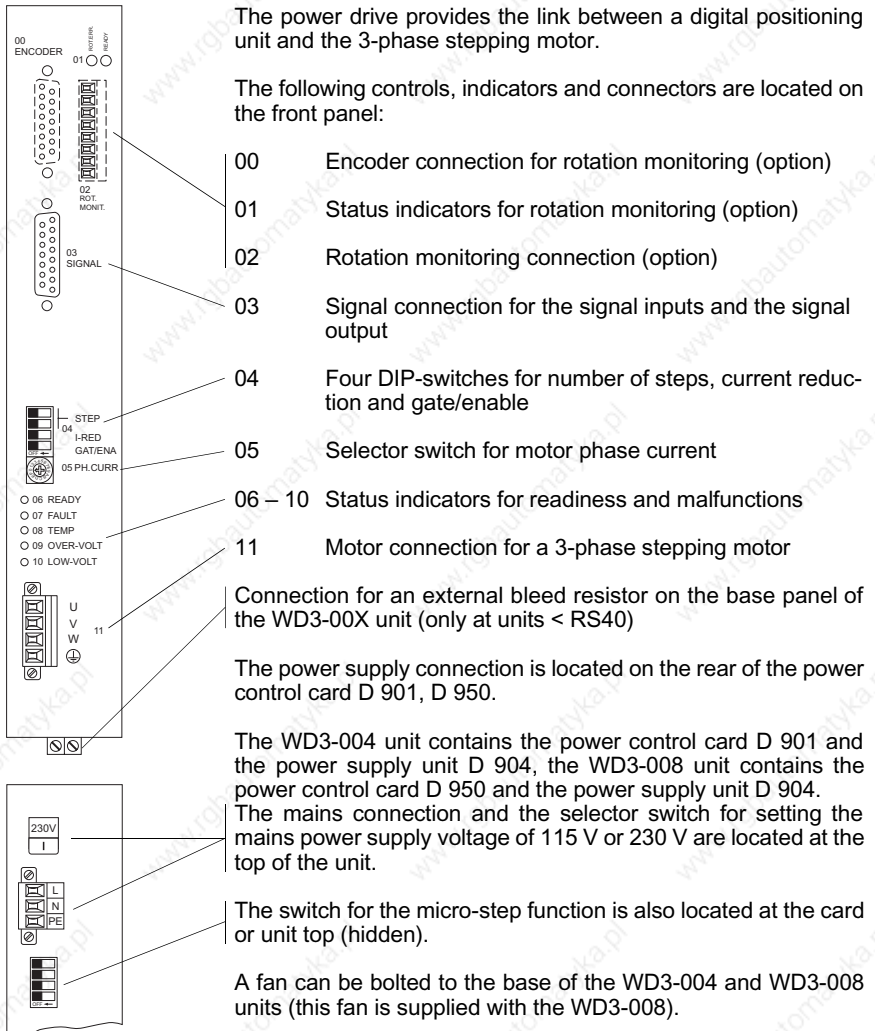 The power drive provides the link between a digital positioning
unit and the 3-phase stepping motor.
The following controls, indicators and connectors are located on
the front panel:
00 Encoder connection for rotation monitoring (option)
01 Status indicators for rotation monitoring (option)
02 Rotation monitoring connection (option)
03 Signal connection for the signal inputs and the signal
output
04 Four DIP-switches for number of steps, current reduc-
tion and gate/enable
05 Selector switch for motor phase current
06 – 10 Status indicators for readiness and malfunctions
11 Motor connection for a 3-phase stepping motor
Connection for an external bleed resistor on the base panel of
the WD3-00X unit (only at units < RS40)
The power supply connection is located on the rear of the power
control card D 901, D 950.
The WD3-004 unit contains the power control card D 901 and
the power supply unit D 904, the WD3-008 unit contains the
power control card D 950 and the power supply unit D 904.
The mains connection and the selector switch for setting the
mains power supply voltage of 115 V or 230 V are located at the
top of the unit.
The switch for the micro-step function is also located at the card
or unit top (hidden).
A fan can be bolted to the base of the WD3-004 and WD3-008
units (this fan is supplied with the WD3-008).
00
ENCODER
ROT.ERR.
READY
01
02
ROT.
MONIT.
03
SIGNAL
STEP
04
I-RED
GAT/ENA
OFF
05 PH.CURR
06 READY
07 FAULT
08 TEMP
09 OVER-VOLT
10 LOW-VOLT
U
V
W
11
230V
I
L
N
PE
OFF
www.rgbautomatyka.pl